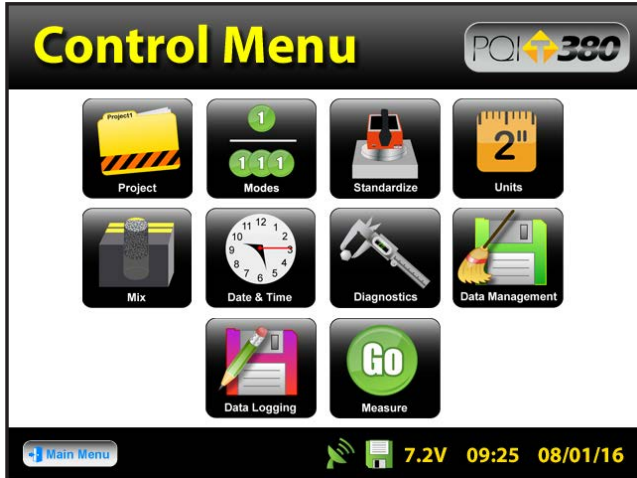 Control Menu
PQI T 380
Project1
Project
1
1 1 1
Modes
Standardize
2"
Units
Mix
12
11 1
10 2
9 3
8 4
7 6 5
Date & Time
Diagnostics
Data Management
Data Logging
Go
Measure
Main Menu
7.2V 09:25 08/01/16